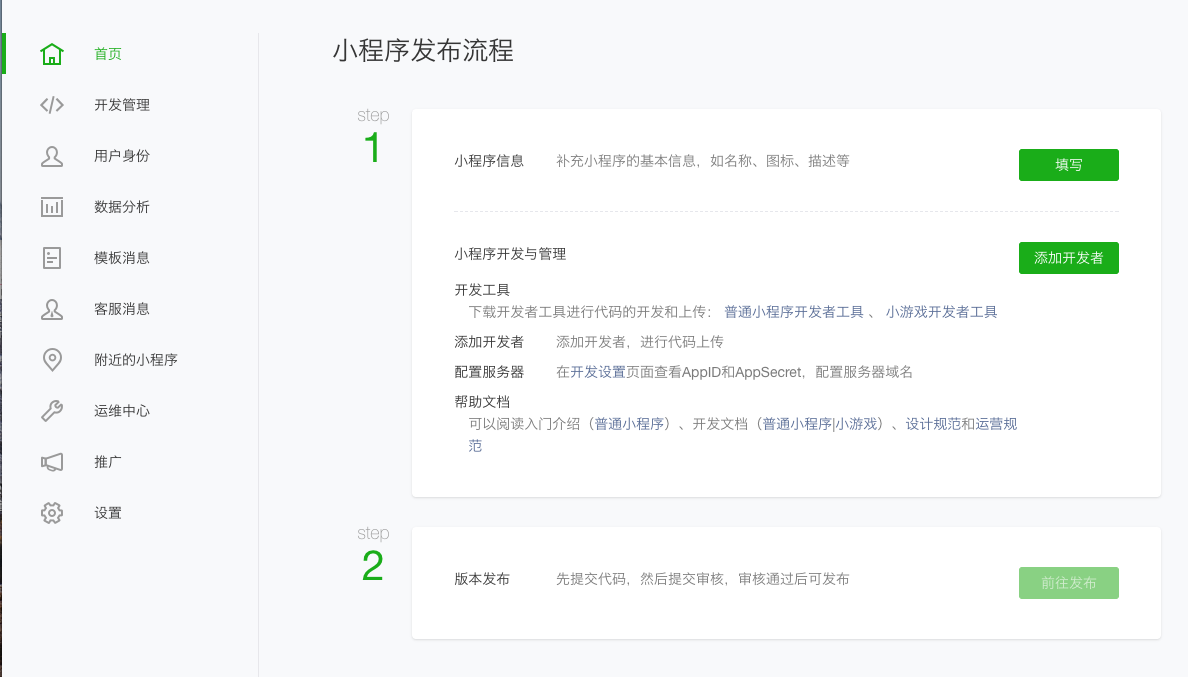 首页
开发管理
用户身份
数据分析
模板消息
客服消息
附近的小程序
运维中心
推广
设置
小程序发布流程
step
1
小程序信息 补充小程序的基本信息，如名称、图标、描述等 填写
小程序开发与管理 添加开发者
开发工具
下载开发者工具进行代码的开发和上传： 普通小程序开发者工具 、 小游戏开发者工具
添加开发者 添加开发者，进行代码上传
配置服务器 在开发设置页面查看AppID和AppSecret，配置服务器域名
帮助文档
可以阅读入门介绍（普通小程序）、开发文档（普通小程序|小游戏）、设计规范和运营规
范
step
2
版本发布 先提交代码，然后提交审核，审核通过后可发布 前往发布